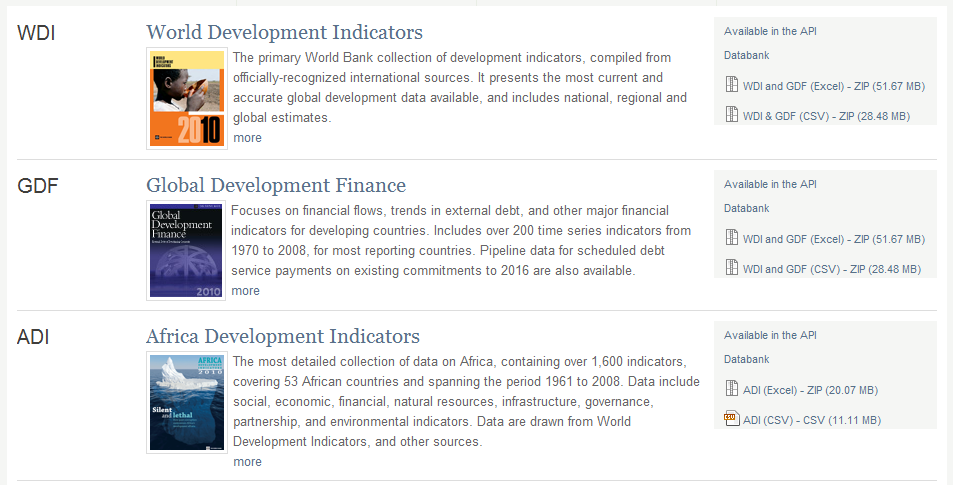 WDI
World Development Indicators
WORLD
DEVELOPMENT
INDICATORS
2010
The primary World Bank collection of development indicators, compiled from
officially-recognized international sources. It presents the most current and
accurate global development data available, and includes national, regional and
global estimates.
more
Available in the API
Databank
WDI and GDF (Excel) - ZIP (51.67 MB)
WDI & GDF (CSV) - ZIP (28.48 MB)
GDF
Global Development Finance
Global
Development
Finance
2010
Focuses on financial flows, trends in external debt, and other major financial
indicators for developing countries. Includes over 200 time series indicators from
1970 to 2008, for most reporting countries. Pipeline data for scheduled debt
service payments on existing commitments to 2016 are also available.
more
Available in the API
Databank
WDI and GDF (Excel) - ZIP (51.67 MB)
WDI and GDF (CSV) - ZIP (28.48 MB)
ADI
Africa Development Indicators
AFRICA
2010
Silent
and lethal
The most detailed collection of data on Africa, containing over 1,600 indicators,
covering 53 African countries and spanning the period 1961 to 2008. Data include
social, economic, financial, natural resources, infrastructure, governance,
partnership, and environmental indicators. Data are drawn from World
Development Indicators, and other sources.
more
Available in the API
Databank
ADI (Excel) - ZIP (20.07 MB)
ADI (CSV) - CSV (11.11 MB)